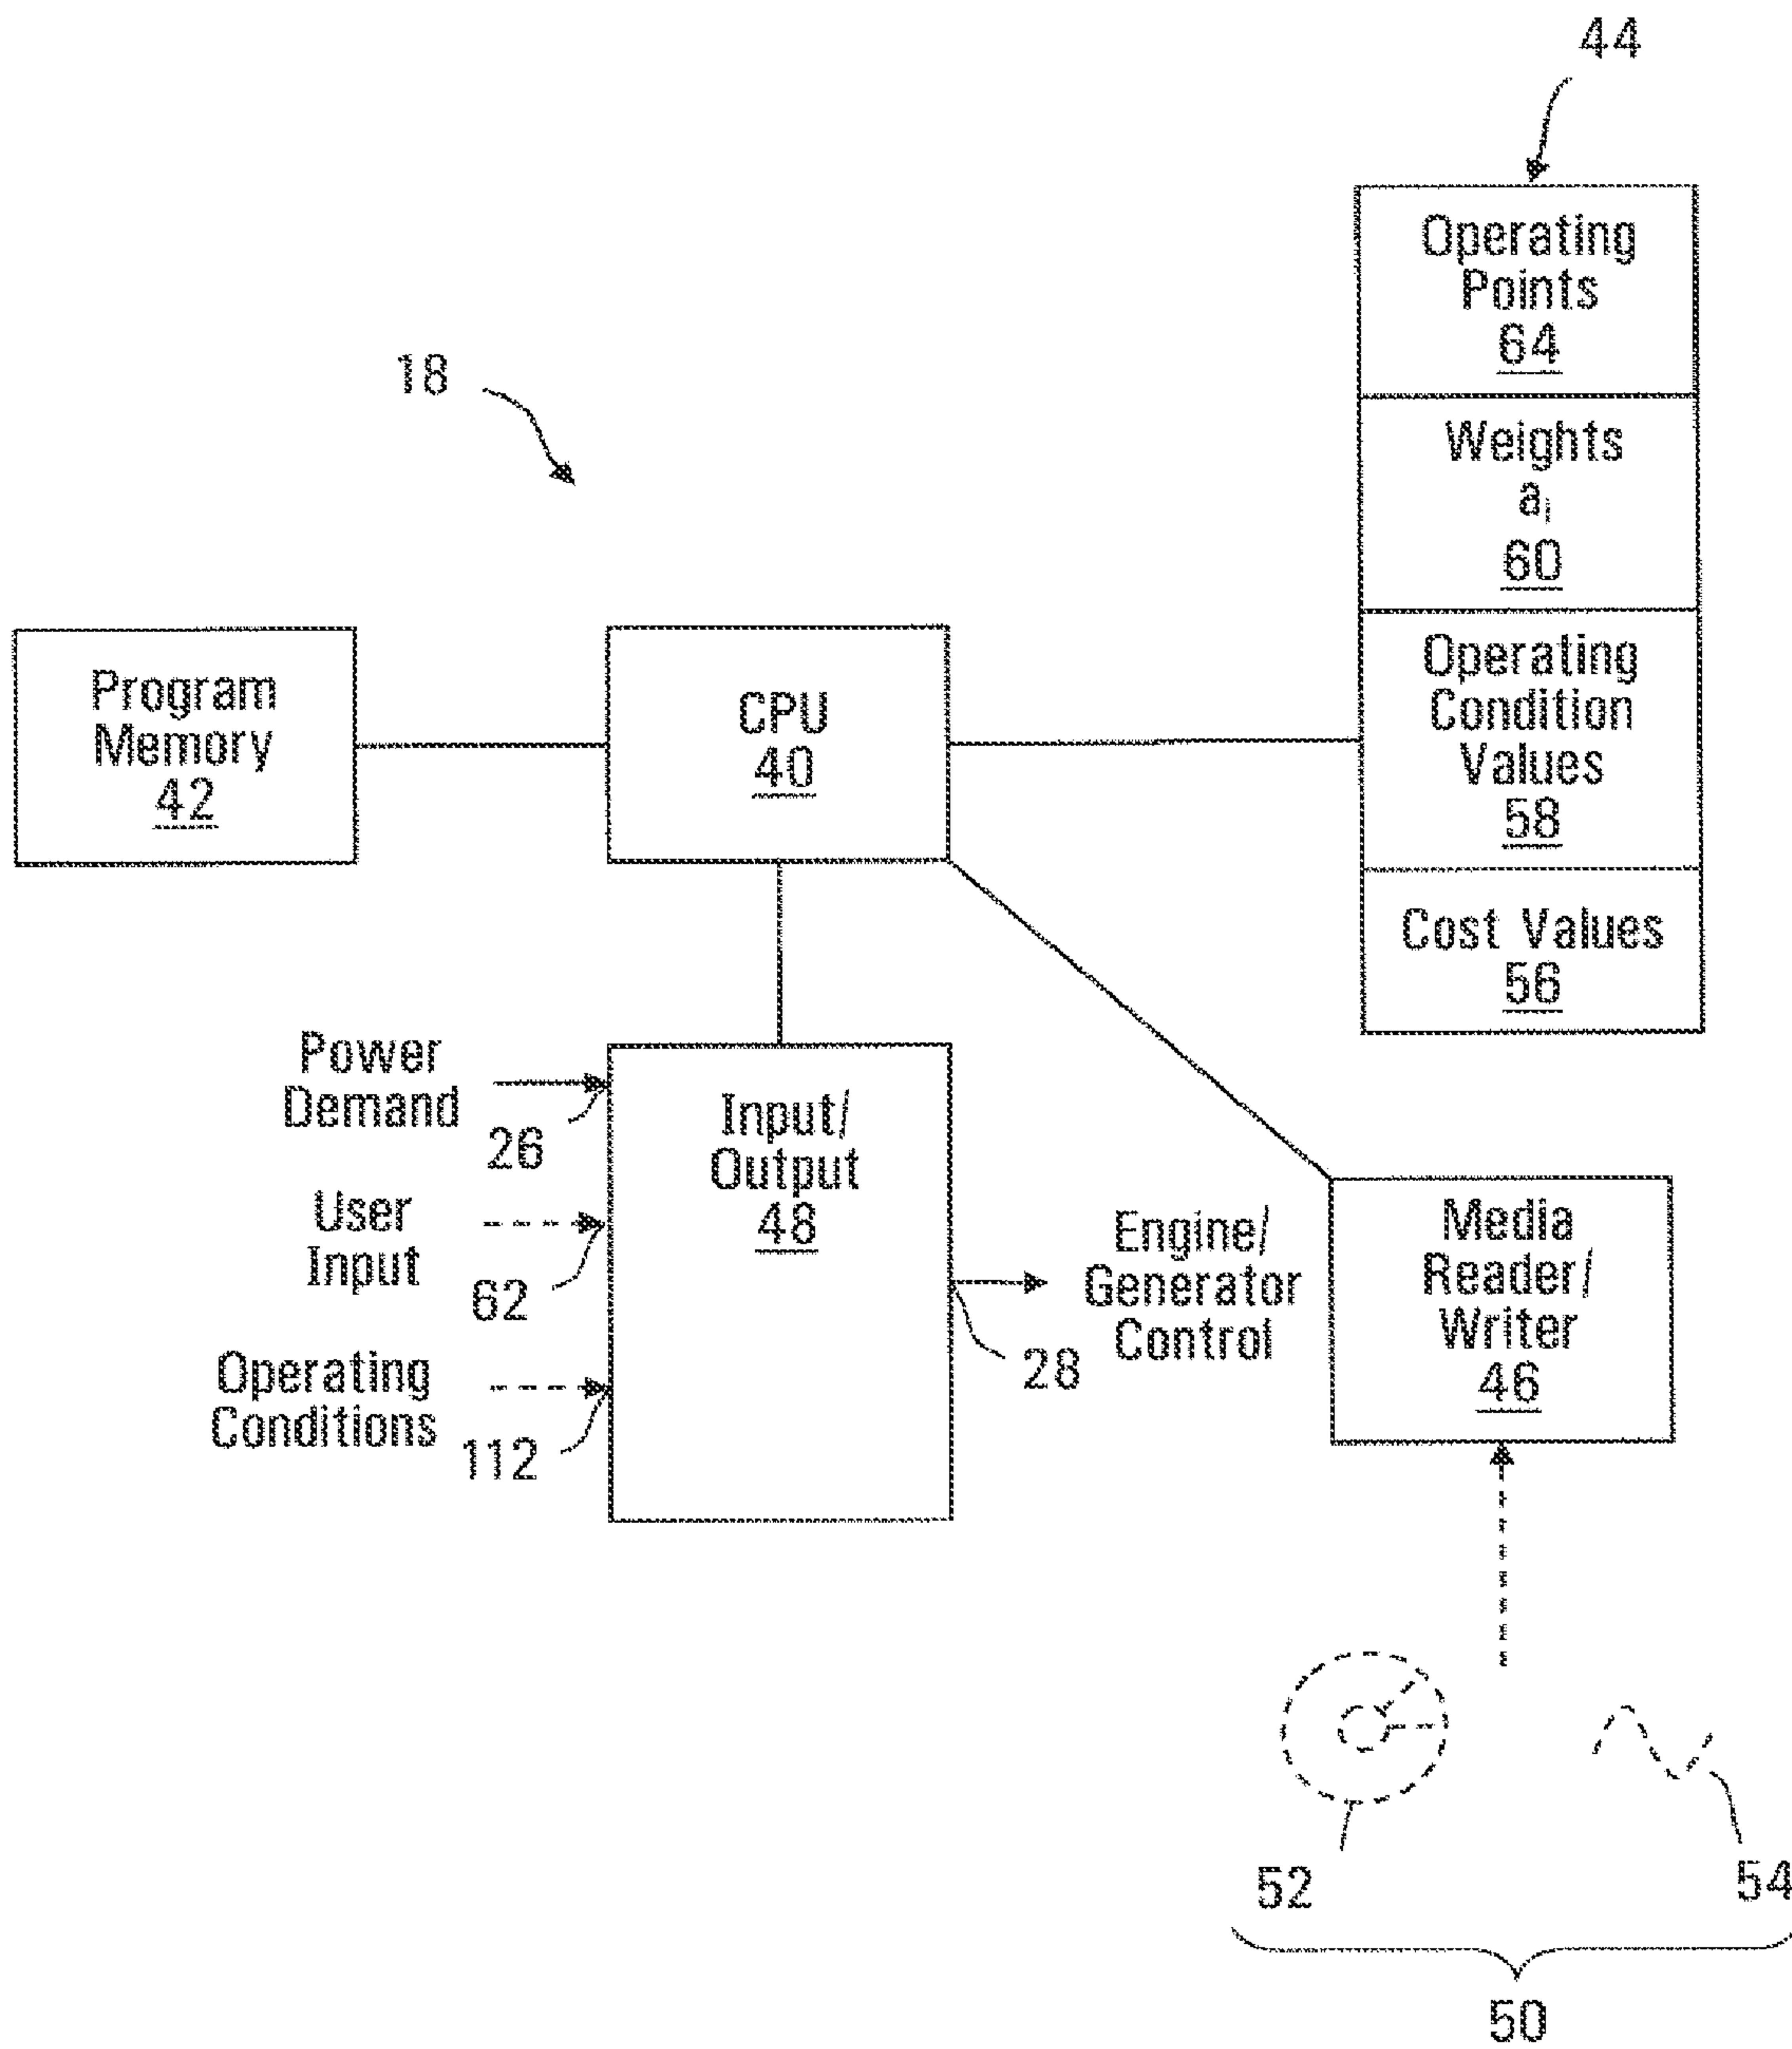 44
Operating
Points
64
18
Weights
ai
60
Program
Memory
42
CPU
40
Operating
Condition
Values
58
Cost Values
56
Power
Demand
26
Input/
Output
48
User
Input
62
Engine/
Generator
Control
28
Media
Reader/
Writer
46
Operating
Conditions
112
52
54
50